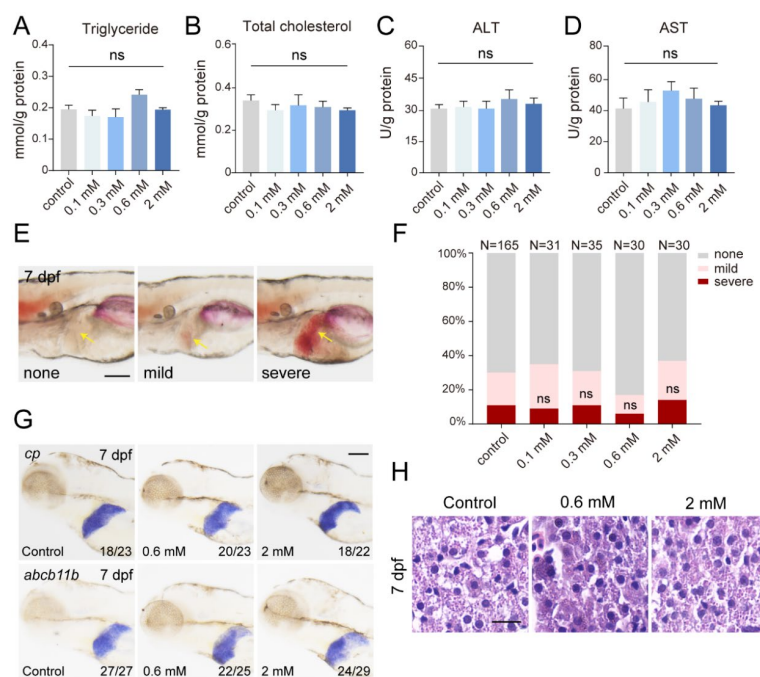 A
Triglyceride
ns
mmol/g protein
0.4
0.3
0.2
0.1
0.0
control
0.1 mM
0.3 mM
0.6 mM
2 mM
B
Total cholesterol
ns
mmol/g protein
0.6
0.4
0.2
0.0
control
0.1 mM
0.3 mM
0.6 mM
2 mM
C
ALT
ns
U/g protein
60
45
30
15
0
control
0.1 mM
0.3 mM
0.6 mM
2 mM
D
AST
ns
U/g protein
80
60
40
20
0
control
0.1 mM
0.3 mM
0.6 mM
2 mM
E
7 dpf
none
mild
severe
F
N=165
N=31
N=35
N=30
N=30
100%
80%
60%
40%
20%
0%
ns
ns
ns
ns
control
0.1 mM
0.3 mM
0.6 mM
2 mM
none
mild
severe
G
cp
7 dpf
Control
18/23
0.6 mM
20/23
2 mM
18/22
abcb11b
7 dpf
Control
27/27
0.6 mM
22/25
2 mM
24/29
H
Control
0.6 mM
2 mM
7 dpf